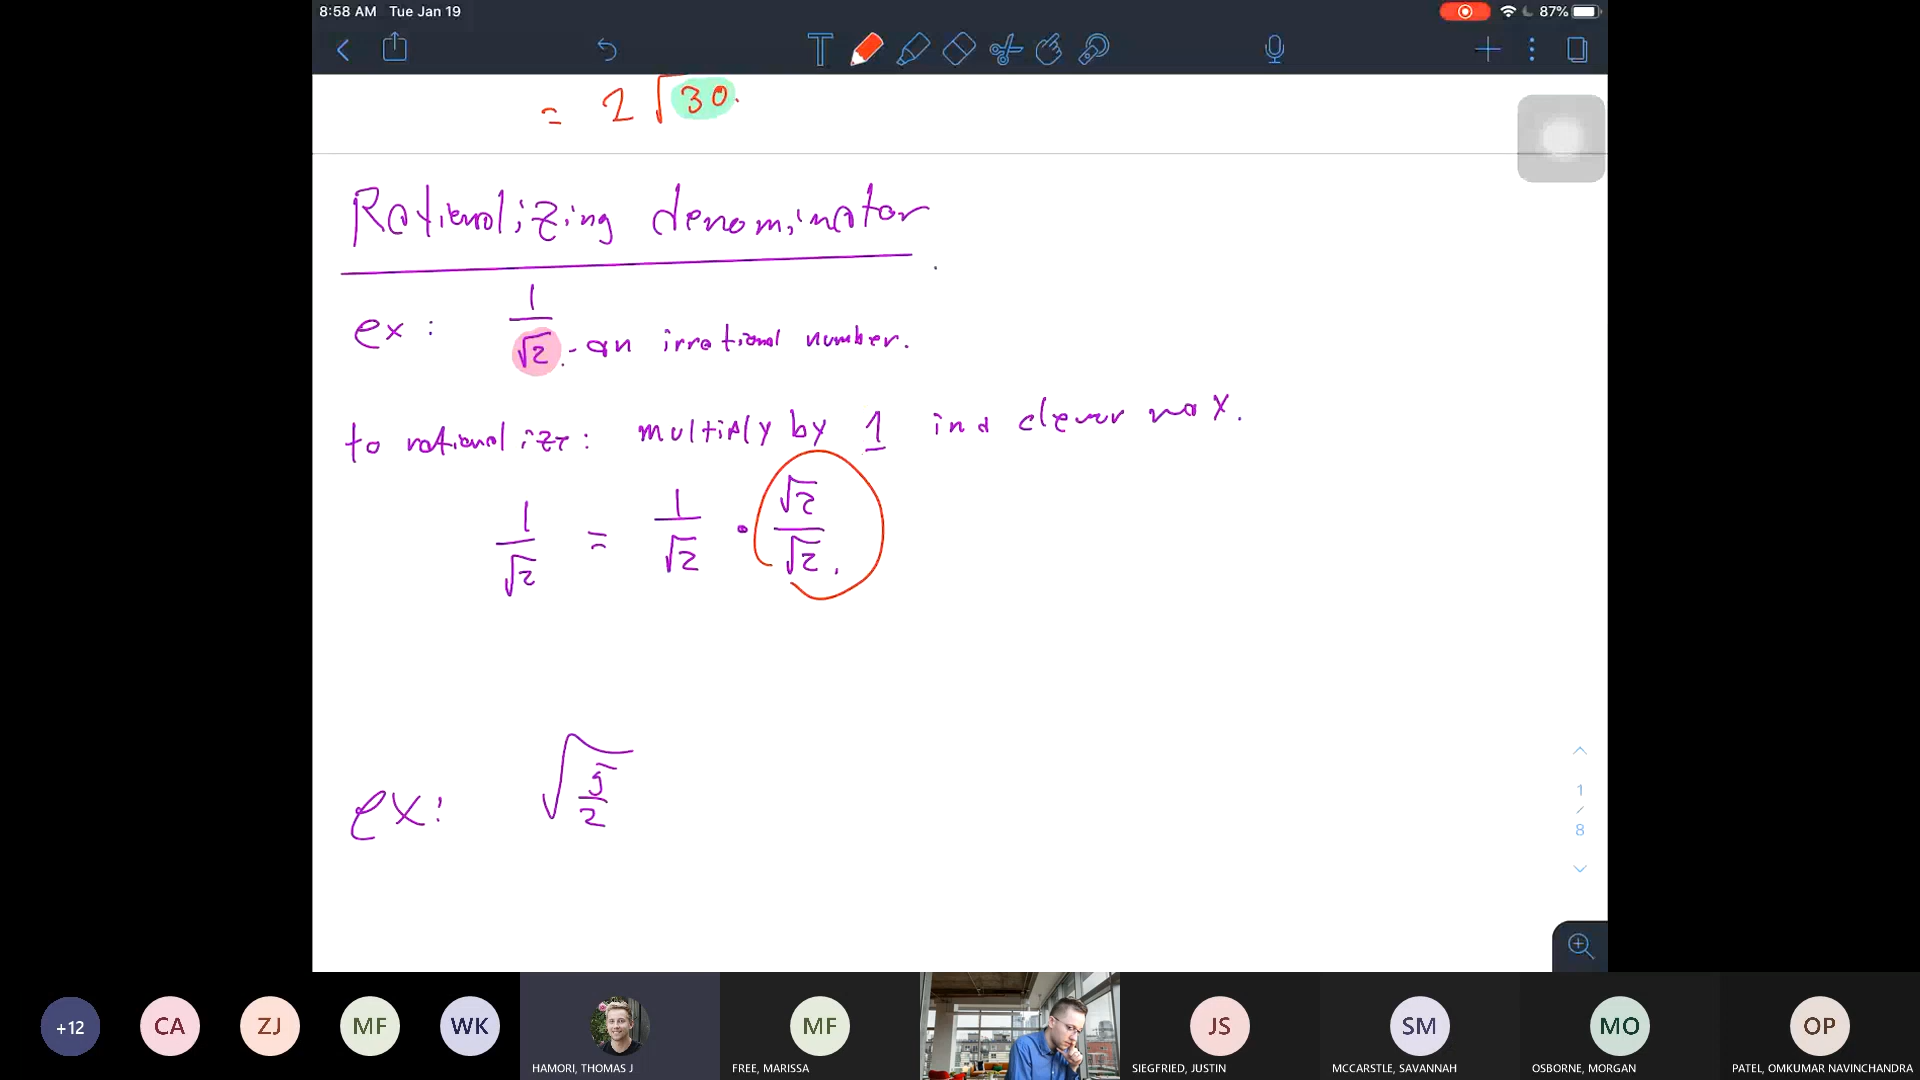 8:58 AM Tue Jan 19
87%
= 2 √30.
Rationalizing denominator
ex: 1/√2 - an irrational number.
to rationalize: multiply by 1 in a clever way.
1/√2 = 1/√2 · √2/√2.
ex: √(5/2)
1
/
8
+12
CA
ZJ
MF
WK
MF
JS
SM
MO
OP
HAMORI, THOMAS J
FREE, MARISSA
SIEGFRIED, JUSTIN
MCCARSTLE, SAVANNAH
OSBORNE, MORGAN
PATEL, OMKUMAR NAVINCHANDRA